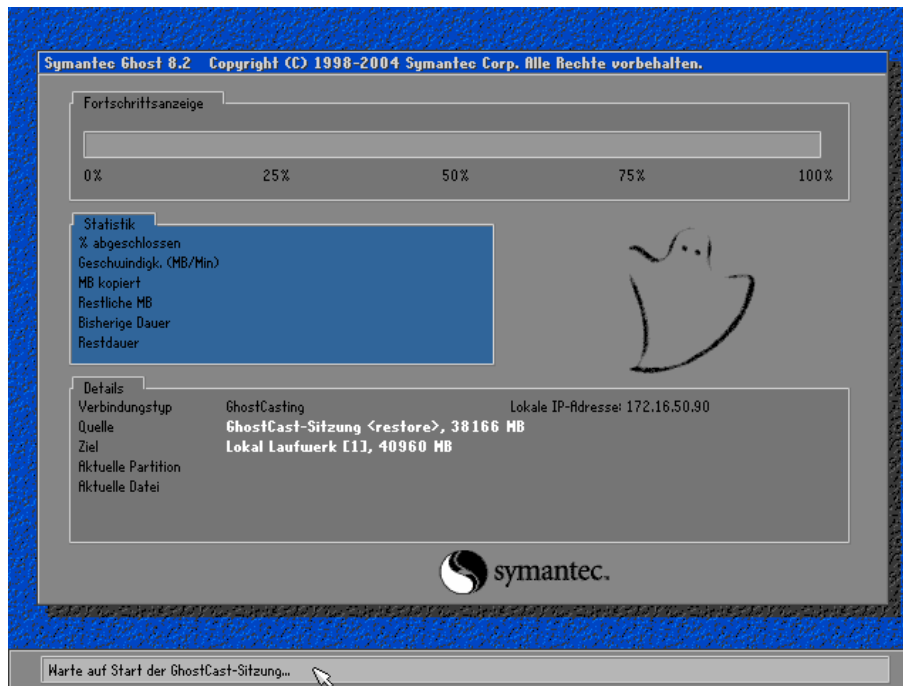 Symantec Ghost 8.2 Copyright (C) 1998-2004 Symantec Corp. Alle Rechte vorbehalten.
Fortschrittsanzeige
0% 25% 50% 75% 100%
Statistik
% abgeschlossen
Geschwindigk. (MB/Min)
MB kopiert
Restliche MB
Bisherige Dauer
Restdauer
Details
Verbindungstyp GhostCasting Lokale IP-Adresse: 172.16.50.90
Quelle GhostCast-Sitzung <restore>, 38166 MB
Ziel Lokal Laufwerk [1], 40960 MB
Aktuelle Partition
Aktuelle Datei
symantec.
Warte auf Start der GhostCast-Sitzung...